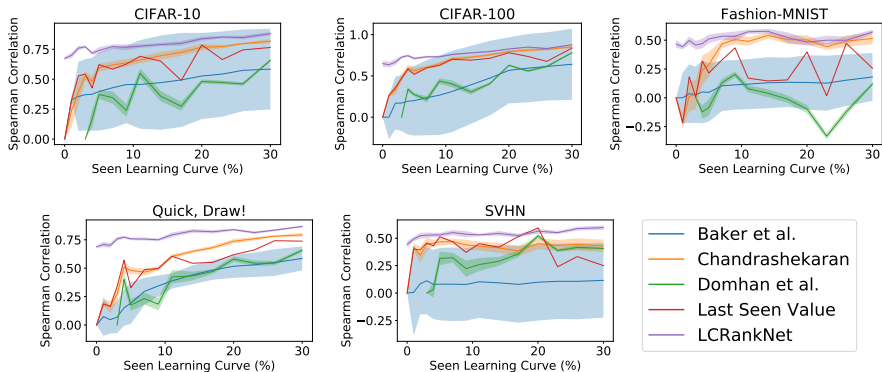 CIFAR-10
CIFAR-100
Fashion-MNIST
Spearman Correlation
0.75
0.50
0.25
0.00
0
10
20
30
Seen Learning Curve (%)
Spearman Correlation
1.0
0.5
0.0
0
10
20
30
Seen Learning Curve (%)
Spearman Correlation
0.50
0.25
0.00
−0.25
0
10
20
30
Seen Learning Curve (%)
Quick, Draw!
Spearman Correlation
0.75
0.50
0.25
0.00
0
10
20
30
Seen Learning Curve (%)
SVHN
Spearman Correlation
0.50
0.25
0.00
−0.25
0
10
20
30
Seen Learning Curve (%)
Baker et al.
Chandrashekaran
Domhan et al.
Last Seen Value
LCRankNet